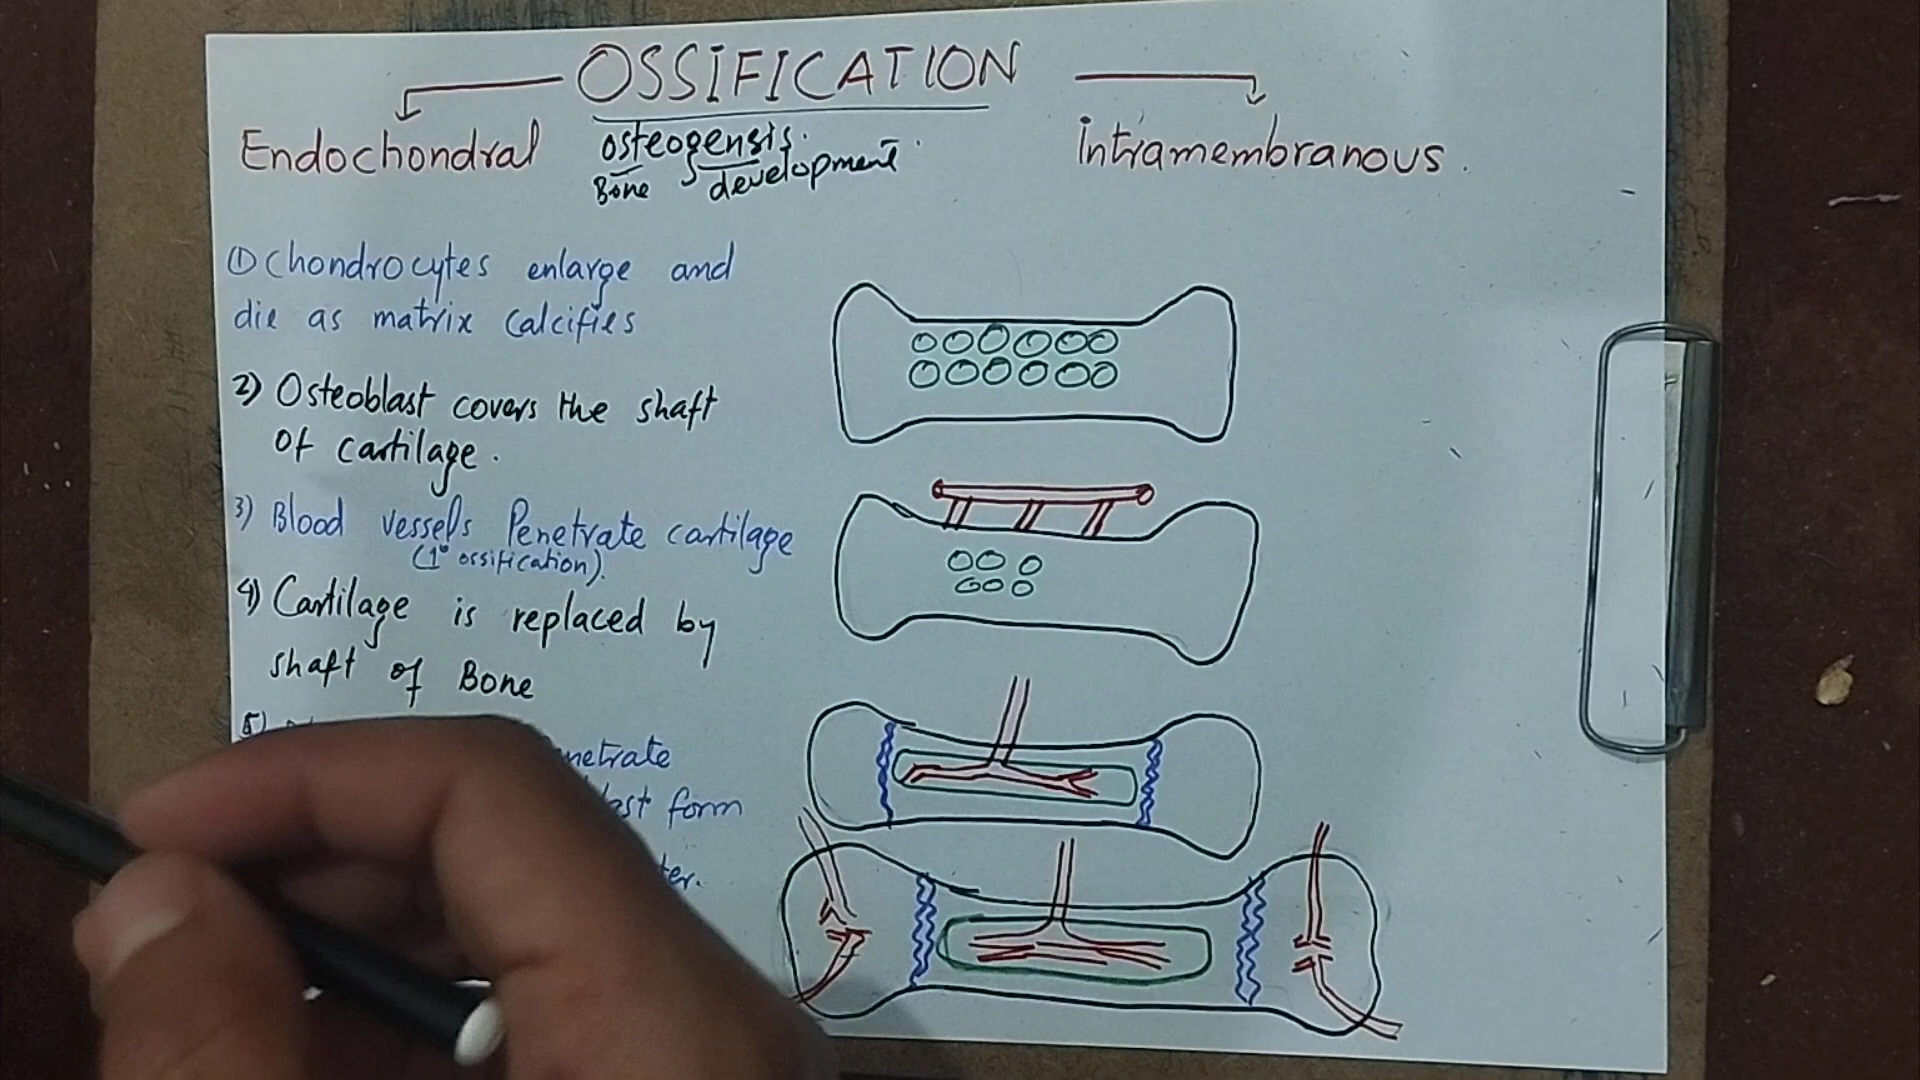 OSSIFICATION
Endochondral
osteogensis.
Bone development
intramembranous.
① Chondrocytes enlarge and
die as matrix calcifies
2) Osteoblast covers the shaft
of cartilage.
3) Blood vessels Penetrate cartilage
(1° ossification).
4) Cartilage is replaced by
shaft of Bone
5)
form